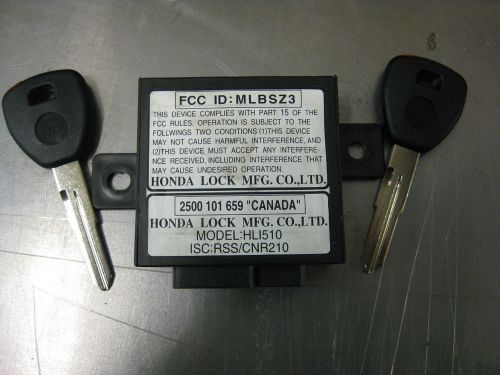 FCC ID: MLBSZ3
THIS DEVICE COMPLIES WITH PART 15 OF THE
FCC RULES. OPERATION IS SUBJECT TO THE
FOLLWINGS TWO CONDITIONS (1)THIS DEVICE
MAY NOT CAUSE HARMFUL INTERFERENCE, AND
(2)THIS DEVICE MUST ACCEPT ANY INTERFER-
ENCE RECEIVED, INCLUDING INTERFERENCE THAT
MAY CAUSE UNDESIRED OPERATION.
HONDA LOCK MFG. CO.,LTD.
2500 101 659 "CANADA"
HONDA LOCK MFG. CO.,LTD.
MODEL:HLI510
ISC:RSS/CNR210